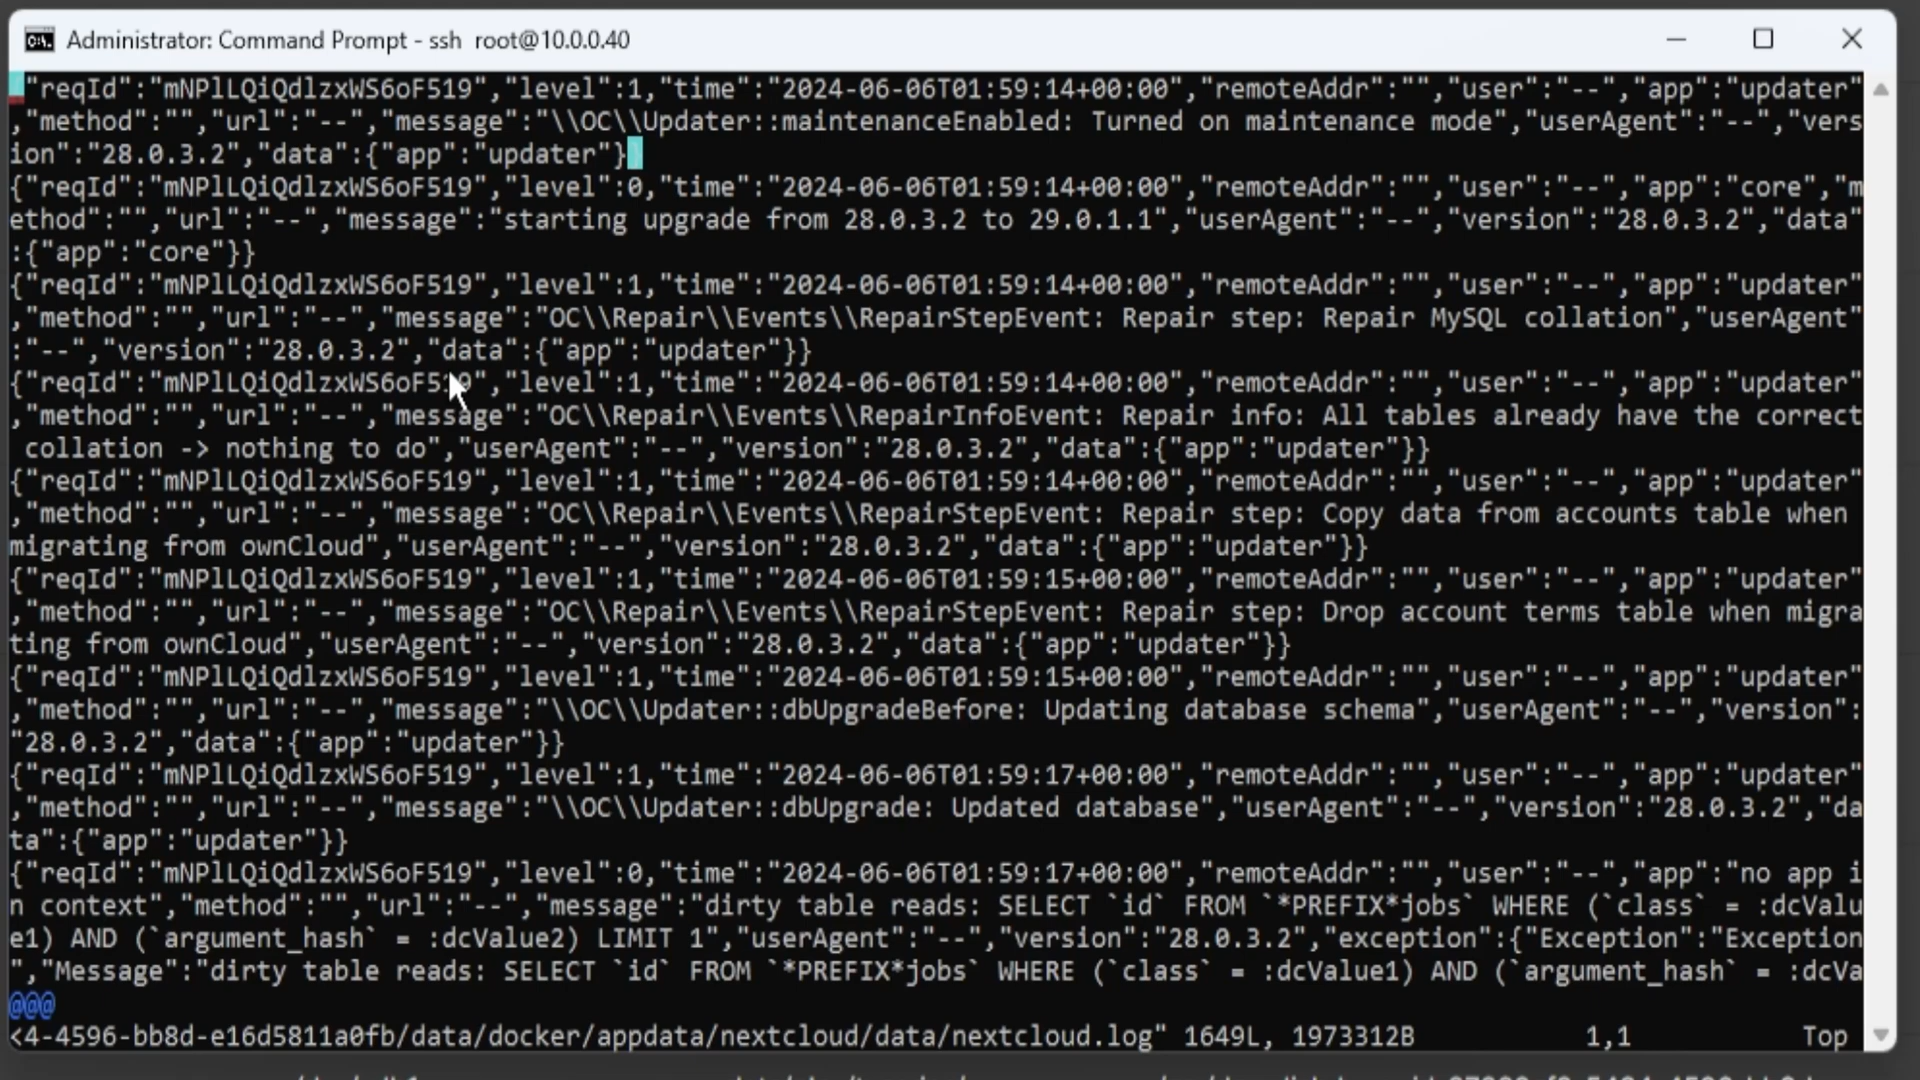 Administrator: Command Prompt - ssh  root@10.0.0.40
"reqId":"mNPlLQiQdlzxWS6oF519","level":1,"time":"2024-06-06T01:59:14+00:00","remoteAddr":"","user":"--","app":"updater"
,"method":"","url":"--","message":"\\OC\\Updater::maintenanceEnabled: Turned on maintenance mode","userAgent":"--","vers
ion":"28.0.3.2","data":{"app":"updater"}
{"reqId":"mNPlLQiQdlzxWS6oF519","level":0,"time":"2024-06-06T01:59:14+00:00","remoteAddr":"","user":"--","app":"core","m
ethod":"","url":"--","message":"starting upgrade from 28.0.3.2 to 29.0.1.1","userAgent":"--","version":"28.0.3.2","data"
:{"app":"core"}}
{"reqId":"mNPlLQiQdlzxWS6oF519","level":1,"time":"2024-06-06T01:59:14+00:00","remoteAddr":"","user":"--","app":"updater"
,"method":"","url":"--","message":"OC\\Repair\\Events\\RepairStepEvent: Repair step: Repair MySQL collation","userAgent"
:"--","version":"28.0.3.2","data":{"app":"updater"}}
{"reqId":"mNPlLQiQdlzxWS6oF519","level":1,"time":"2024-06-06T01:59:14+00:00","remoteAddr":"","user":"--","app":"updater"
,"method":"","url":"--","message":"OC\\Repair\\Events\\RepairInfoEvent: Repair info: All tables already have the correct
 collation -> nothing to do","userAgent":"--","version":"28.0.3.2","data":{"app":"updater"}}
{"reqId":"mNPlLQiQdlzxWS6oF519","level":1,"time":"2024-06-06T01:59:14+00:00","remoteAddr":"","user":"--","app":"updater"
,"method":"","url":"--","message":"OC\\Repair\\Events\\RepairStepEvent: Repair step: Copy data from accounts table when
migrating from ownCloud","userAgent":"--","version":"28.0.3.2","data":{"app":"updater"}}
{"reqId":"mNPlLQiQdlzxWS6oF519","level":1,"time":"2024-06-06T01:59:15+00:00","remoteAddr":"","user":"--","app":"updater"
,"method":"","url":"--","message":"OC\\Repair\\Events\\RepairStepEvent: Repair step: Drop account terms table when migra
ting from ownCloud","userAgent":"--","version":"28.0.3.2","data":{"app":"updater"}}
{"reqId":"mNPlLQiQdlzxWS6oF519","level":1,"time":"2024-06-06T01:59:15+00:00","remoteAddr":"","user":"--","app":"updater"
,"method":"","url":"--","message":"\\OC\\Updater::dbUpgradeBefore: Updating database schema","userAgent":"--","version":
"28.0.3.2","data":{"app":"updater"}}
{"reqId":"mNPlLQiQdlzxWS6oF519","level":1,"time":"2024-06-06T01:59:17+00:00","remoteAddr":"","user":"--","app":"updater"
,"method":"","url":"--","message":"\\OC\\Updater::dbUpgrade: Updated database","userAgent":"--","version":"28.0.3.2","da
ta":{"app":"updater"}}
{"reqId":"mNPlLQiQdlzxWS6oF519","level":0,"time":"2024-06-06T01:59:17+00:00","remoteAddr":"","user":"--","app":"no app i
n context","method":"","url":"--","message":"dirty table reads: SELECT `id` FROM `*PREFIX*jobs` WHERE (`class` = :dcValu
e1) AND (`argument_hash` = :dcValue2) LIMIT 1","userAgent":"--","version":"28.0.3.2","exception":{"Exception":"Exception
","Message":"dirty table reads: SELECT `id` FROM `*PREFIX*jobs` WHERE (`class` = :dcValue1) AND (`argument_hash` = :dcVa
@@@
<4-4596-bb8d-e16d5811a0fb/data/docker/appdata/nextcloud/data/nextcloud.log" 1649L, 1973312B 1,1 Top